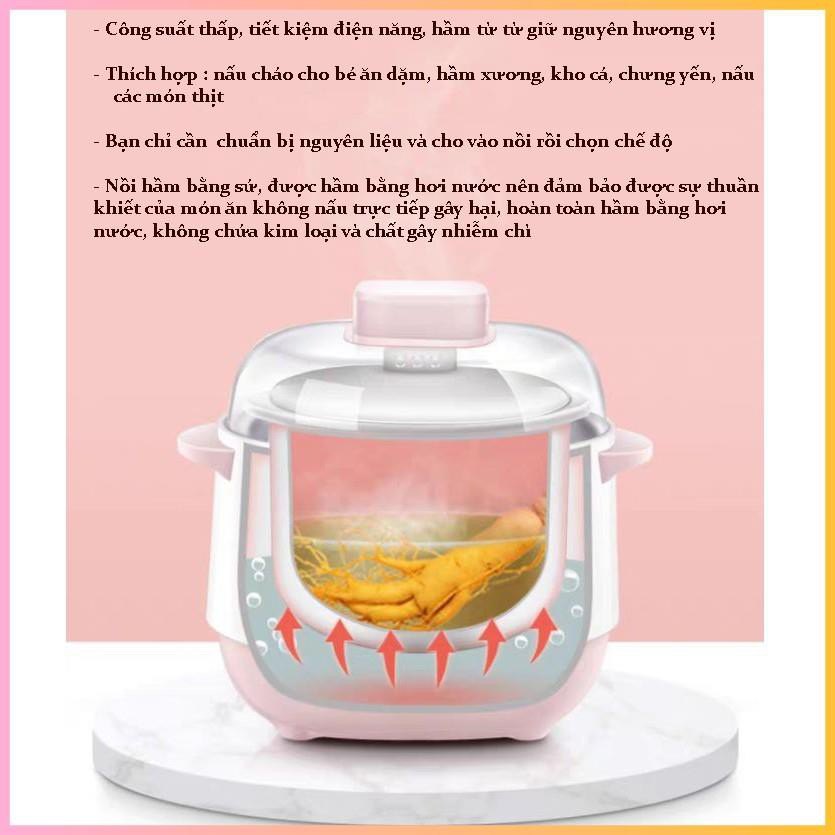 - Công suất thấp, tiết kiệm điện năng, hầm từ từ giữ nguyên hương vị
- Thích hợp : nấu cháo cho bé ăn dặm, hầm xương, kho cá, chưng yến, nấu
các món thịt
- Bạn chỉ cần chuẩn bị nguyên liệu và cho vào nồi rồi chọn chế độ
- Nồi hầm bằng sứ, được hầm bằng hơi nước nên đảm bảo được sự thuần
khiết của món ăn không nấu trực tiếp gây hại, hoàn toàn hầm bằng hơi
nước, không chứa kim loại và chất gây nhiễm chì